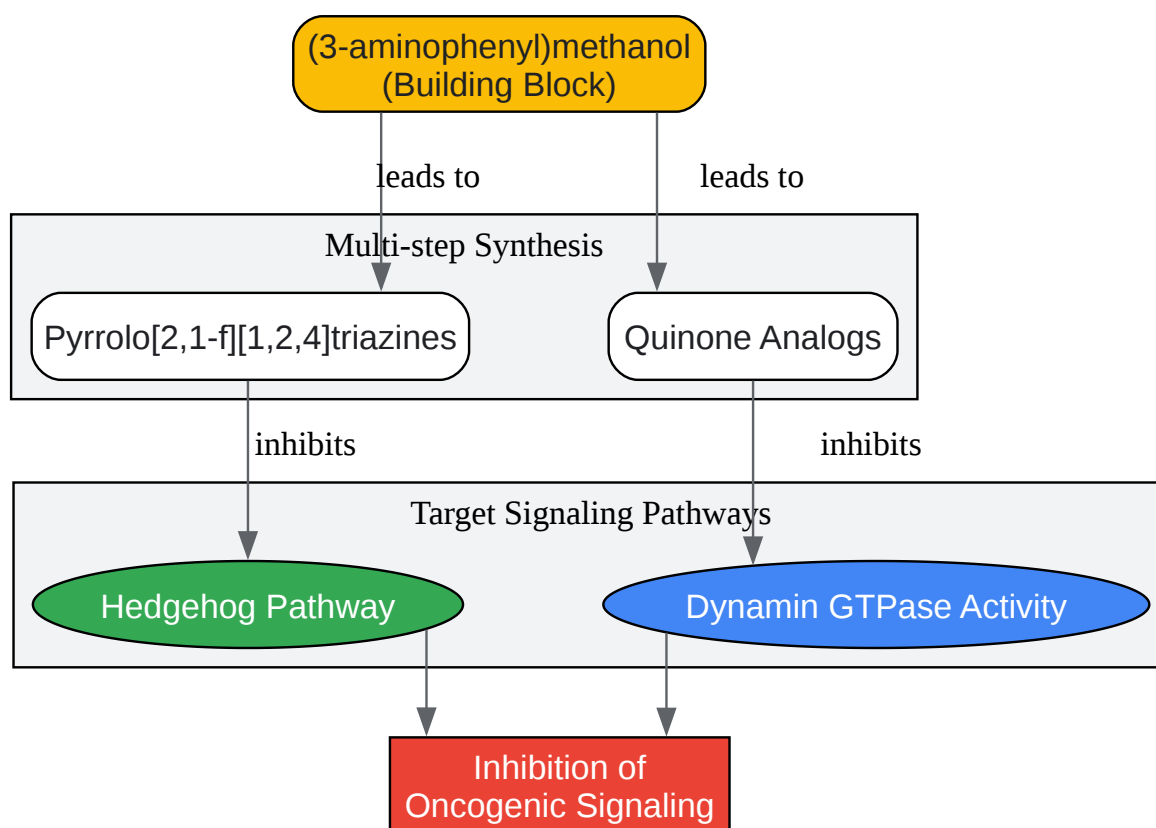 (3-aminophenyl)methanol
(Building Block)
leads to
leads to
Multi-step Synthesis
Pyrrolo[2,1-f][1,2,4]triazines
Quinone Analogs
inhibits
inhibits
Target Signaling Pathways
Hedgehog Pathway
Dynamin GTPase Activity
Inhibition of
Oncogenic Signaling